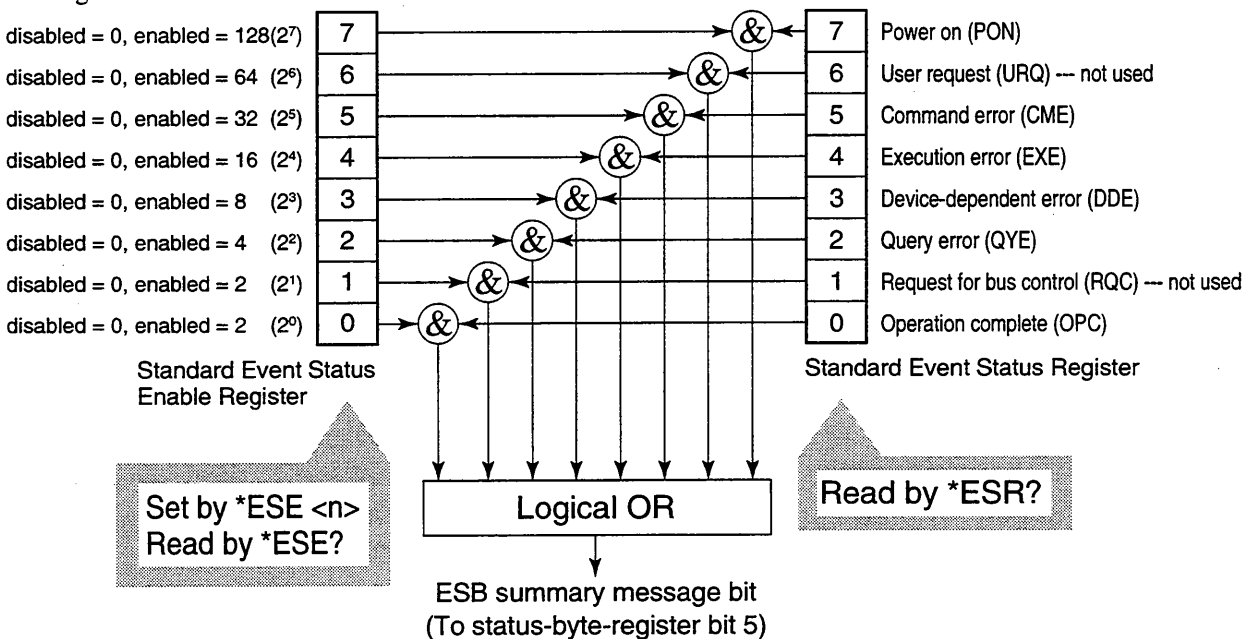 disabled = 0, enabled = 128(2⁷) 7 & 7 Power on (PON)
disabled = 0, enabled = 64 (2⁶) 6 & 6 User request (URQ) --- not used
disabled = 0, enabled = 32 (2⁵) 5 & 5 Command error (CME)
disabled = 0, enabled = 16 (2⁴) 4 & 4 Execution error (EXE)
disabled = 0, enabled = 8 (2³) 3 & 3 Device-dependent error (DDE)
disabled = 0, enabled = 4 (2²) 2 & 2 Query error (QYE)
disabled = 0, enabled = 2 (2¹) 1 & 1 Request for bus control (RQC) --- not used
disabled = 0, enabled = 2 (2⁰) 0 & 0 Operation complete (OPC)
Standard Event Status
Enable Register
Standard Event Status Register
Set by *ESE <n>
Read by *ESE?
Logical OR
Read by *ESR?
ESB summary message bit
(To status-byte-register bit 5)